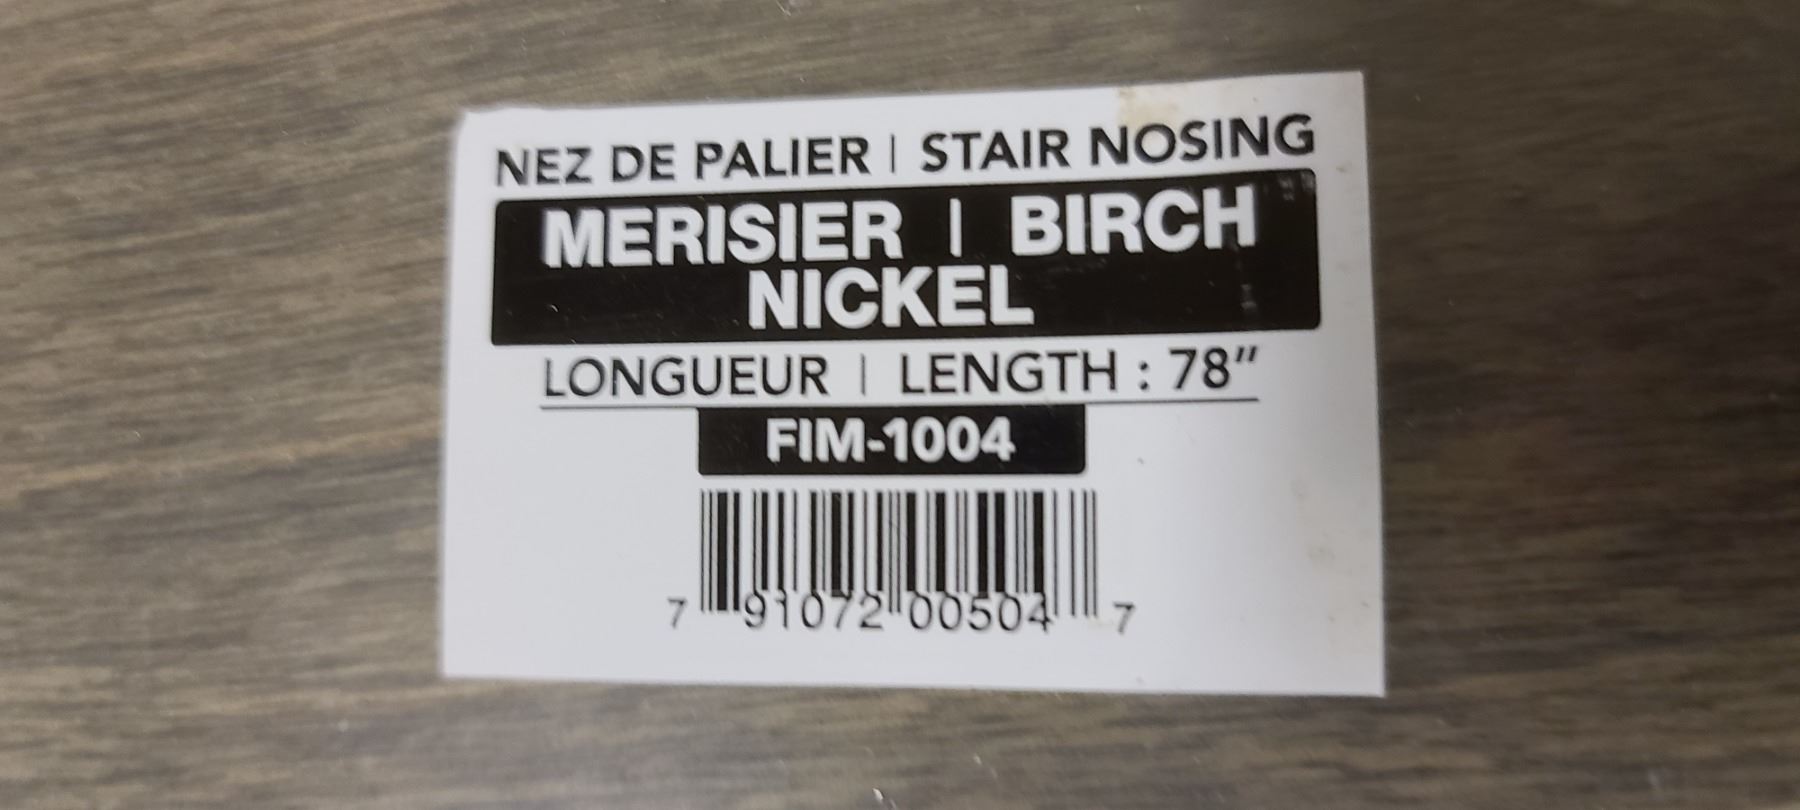 NEZ DE PALIER | STAIR NOSING
MERISIER | BIRCH
NICKEL
LONGUEUR | LENGTH : 78"
FIM-1004
7 91072 00504 7